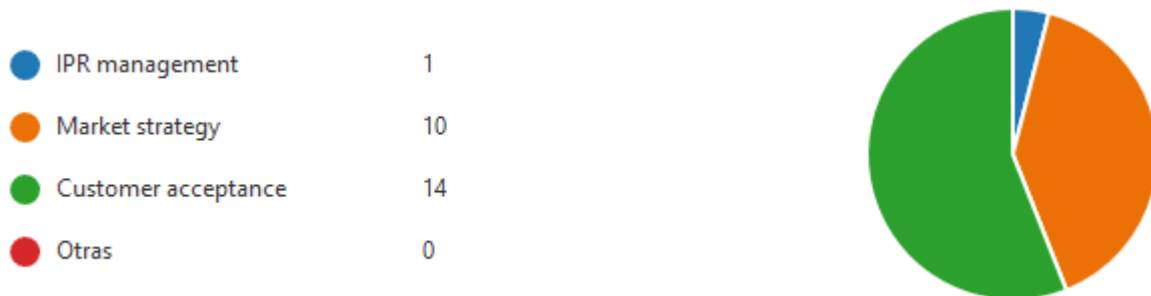 IPR management 1
Market strategy 10
Customer acceptance 14
Otras 0